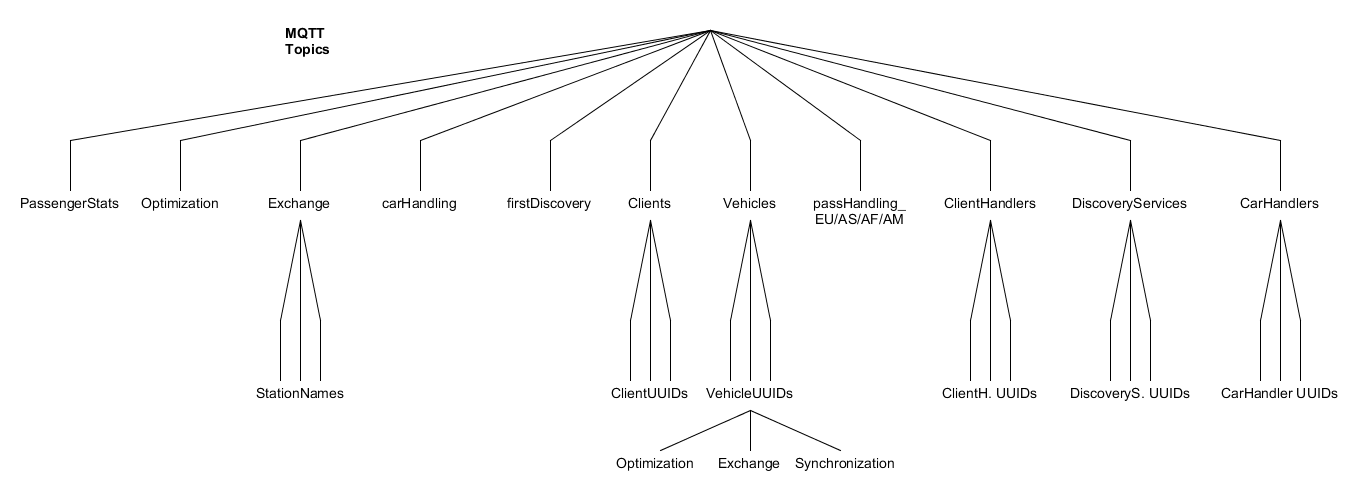 MQTT
Topics
PassengerStats
Optimization
Exchange
carHandling
firstDiscovery
Clients
Vehicles
passHandling_
EU/AS/AF/AM
ClientHandlers
DiscoveryServices
CarHandlers
StationNames
ClientUUIDs
VehicleUUIDs
ClientH. UUIDs
DiscoveryS. UUIDs
CarHandler UUIDs
Optimization
Exchange
Synchronization